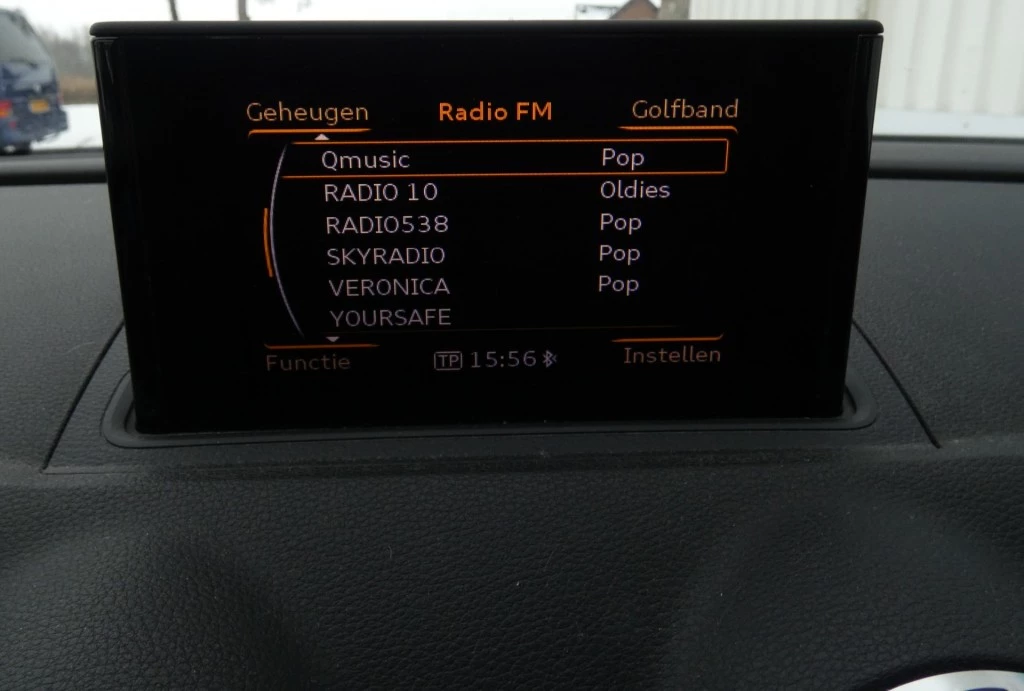 Geheugen Radio FM Golfband
Qmusic Pop
RADIO 10 Oldies
RADIO538 Pop
SKYRADIO Pop
VERONICA Pop
YOURSAFE
Functie TP 15:56 Instellen